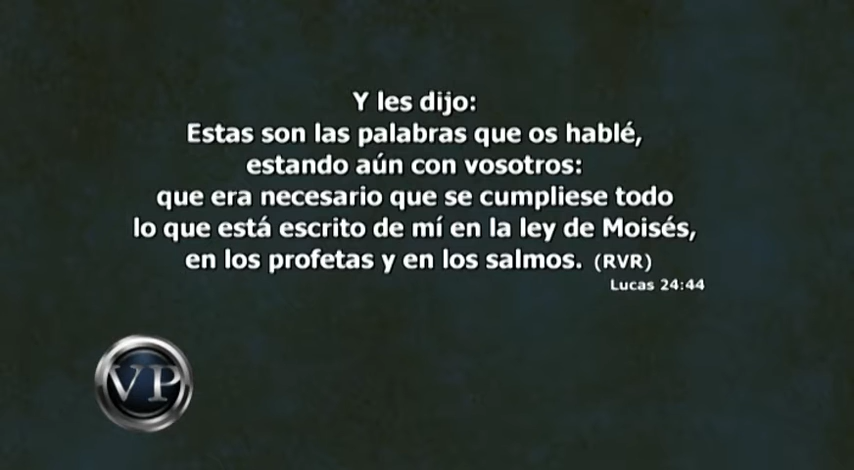 Y les dijo:
Estas son las palabras que os hablé,
estando aún con vosotros:
que era necesario que se cumpliese todo
lo que está escrito de mí en la ley de Moisés,
en los profetas y en los salmos. (RVR)
Lucas 24:44
VP